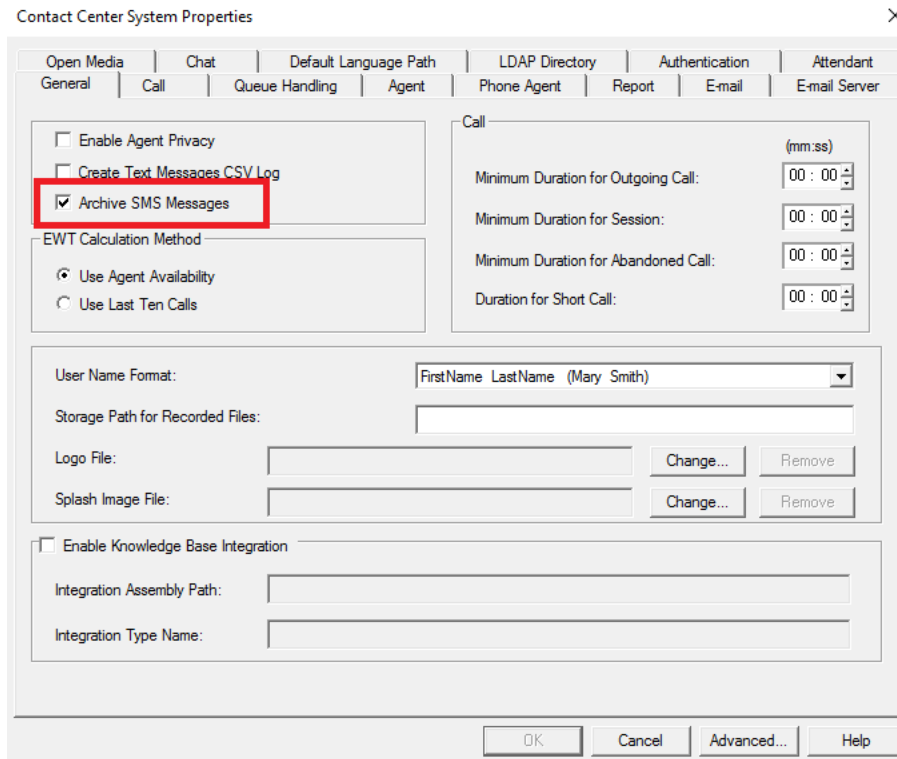 Contact Center System Properties
Open Media Chat Default Language Path LDAP Directory Authentication Attendant
General Call Queue Handling Agent Phone Agent Report E-mail E-mail Server
Enable Agent Privacy
Create Text Messages CSV Log
Archive SMS Messages
EWT Calculation Method
Use Agent Availability
Use Last Ten Calls
Call
(mm:ss)
Minimum Duration for Outgoing Call: 00 : 00
Minimum Duration for Session: 00 : 00
Minimum Duration for Abandoned Call: 00 : 00
Duration for Short Call: 00 : 00
User Name Format: FirstName LastName (Mary Smith)
Storage Path for Recorded Files:
Logo File: Change... Remove
Splash Image File: Change... Remove
Enable Knowledge Base Integration
Integration Assembly Path:
Integration Type Name:
OK Cancel Advanced... Help